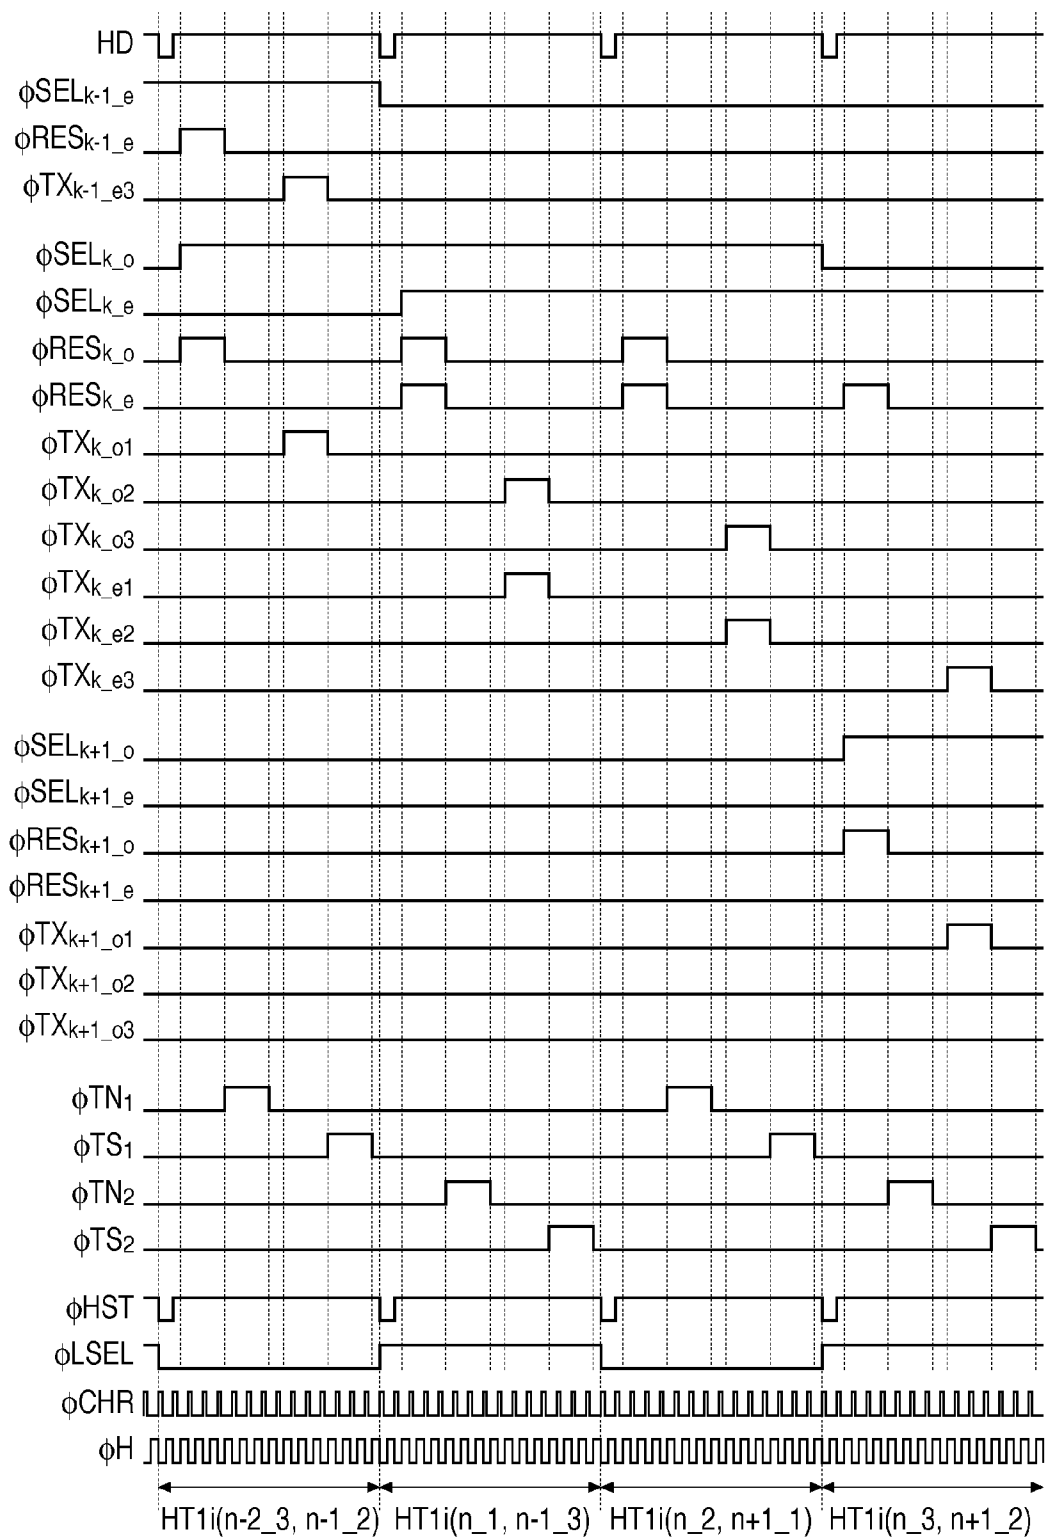 HD
ϕSELk-1_e
ϕRESk-1_e
ϕTXk-1_e3
ϕSELk_o
ϕSELk_e
ϕRESk_o
ϕRESk_e
ϕTXk_o1
ϕTXk_o2
ϕTXk_o3
ϕTXk_e1
ϕTXk_e2
ϕTXk_e3
ϕSELk+1_o
ϕSELk+1_e
ϕRESk+1_o
ϕRESk+1_e
ϕTXk+1_o1
ϕTXk+1_o2
ϕTXk+1_o3
ϕTN1
ϕTS1
ϕTN2
ϕTS2
ϕHST
ϕLSEL
ϕCHR
ϕH
HT1i(n-2_3, n-1_2) HT1i(n_1, n-1_3) HT1i(n_2, n+1_1) HT1i(n_3, n+1_2)